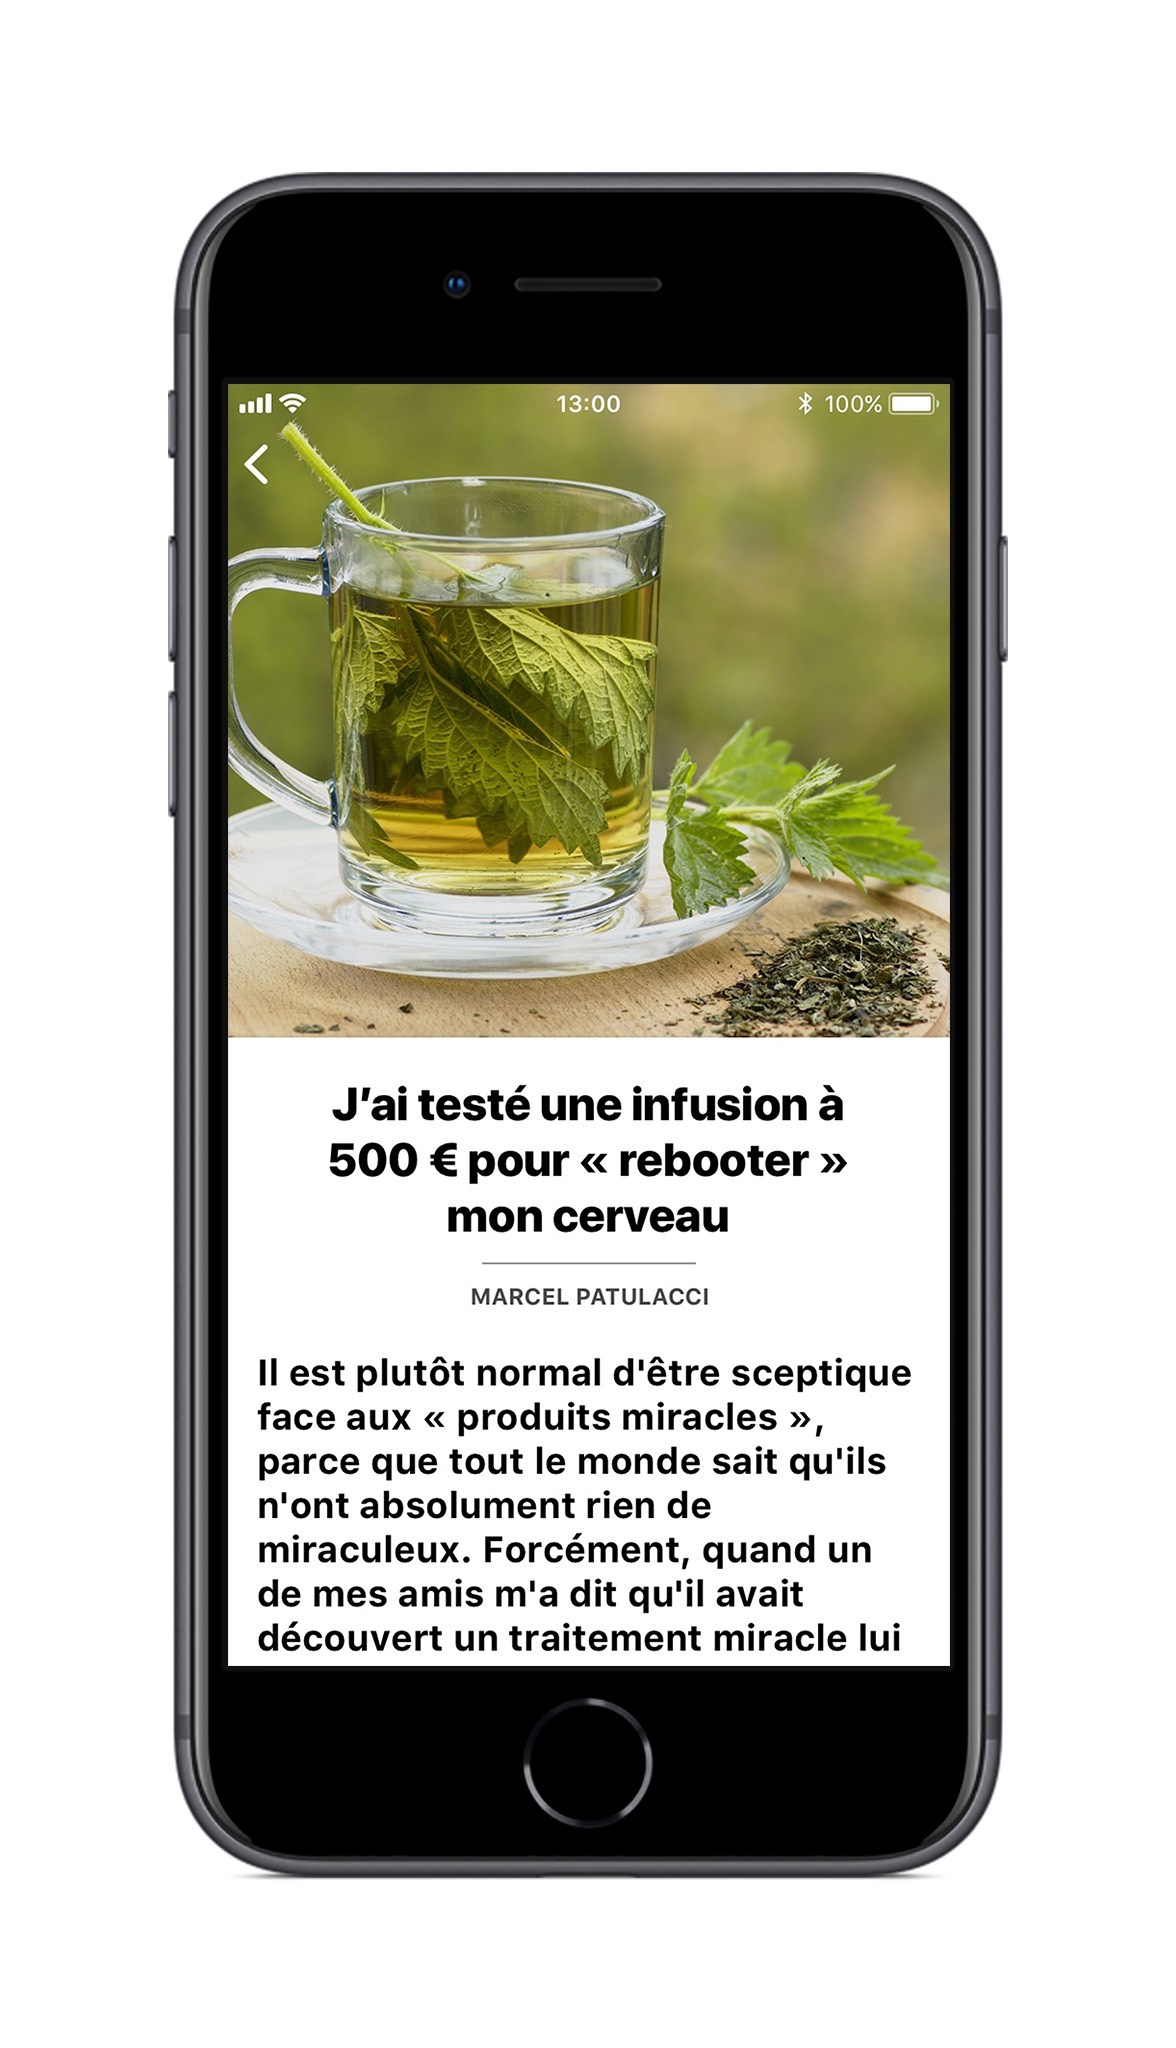 13:00
100%
J’ai testé une infusion à
500 € pour « rebooter »
mon cerveau
MARCEL PATULACCI
Il est plutôt normal d'être sceptique
face aux « produits miracles »,
parce que tout le monde sait qu'ils
n'ont absolument rien de
miraculeux. Forcément, quand un
de mes amis m'a dit qu'il avait
découvert un traitement miracle lui